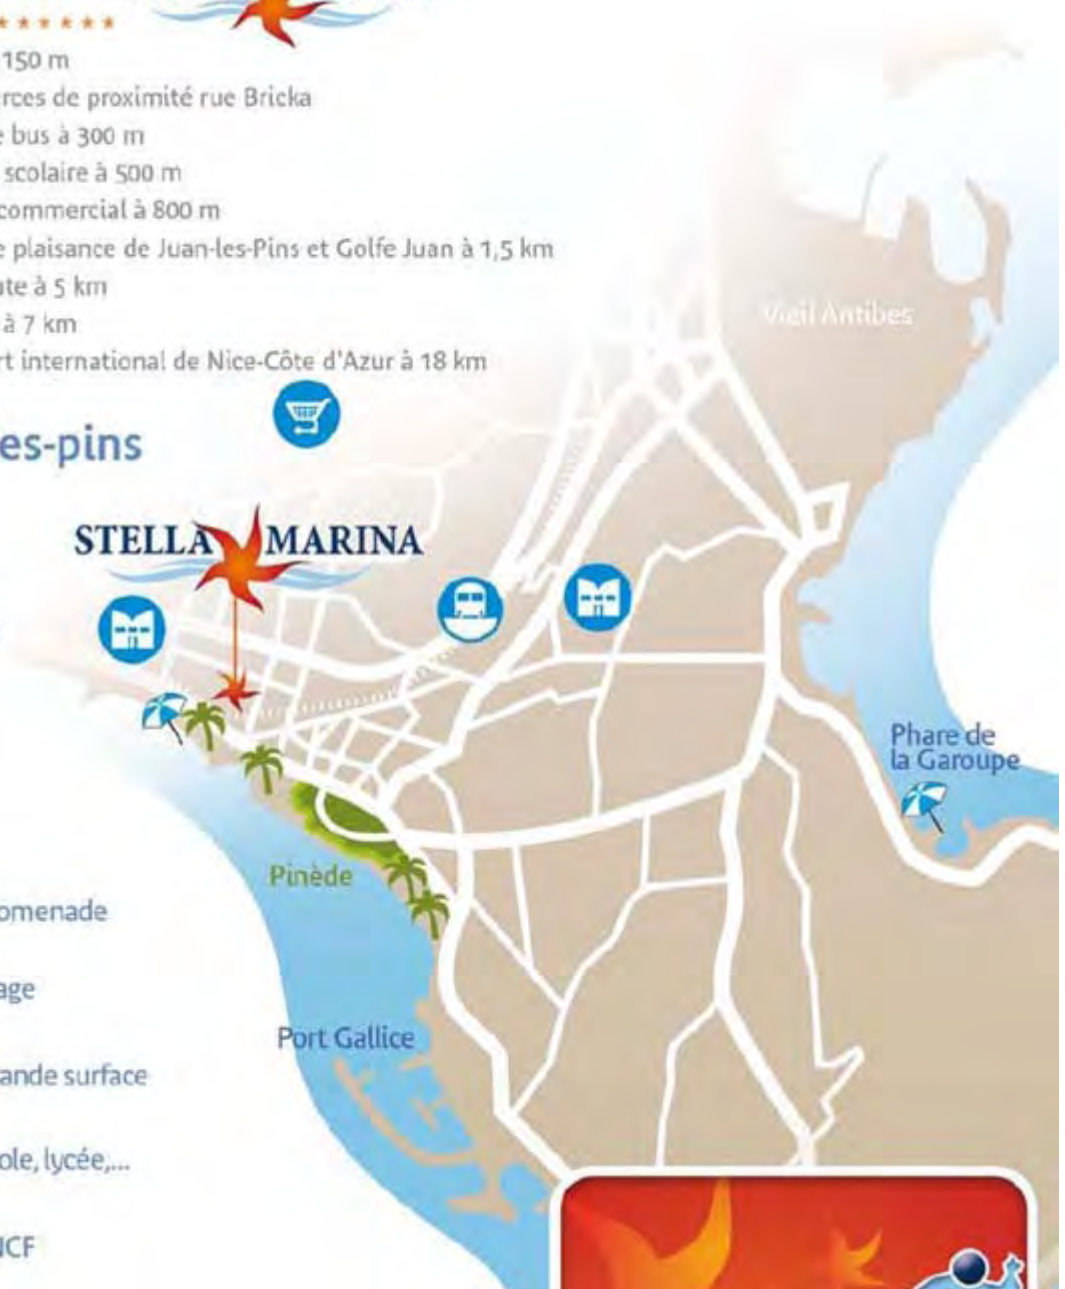 150 m
rces de proximité rue Bricka
e bus à 300 m
scolaire à 500 m
commercial à 800 m
e plaisance de Juan-les-Pins et Golfe Juan à 1,5 km
ute à 5 km
à 7 km
rt international de Nice-Côte d'Azur à 18 km
Vieil Antibes
es-pins
STELLA MARINA
Phare de
la Garoupe
Pinède
omenade
age
Port Gallice
ande surface
ole, lycée,...
NCF